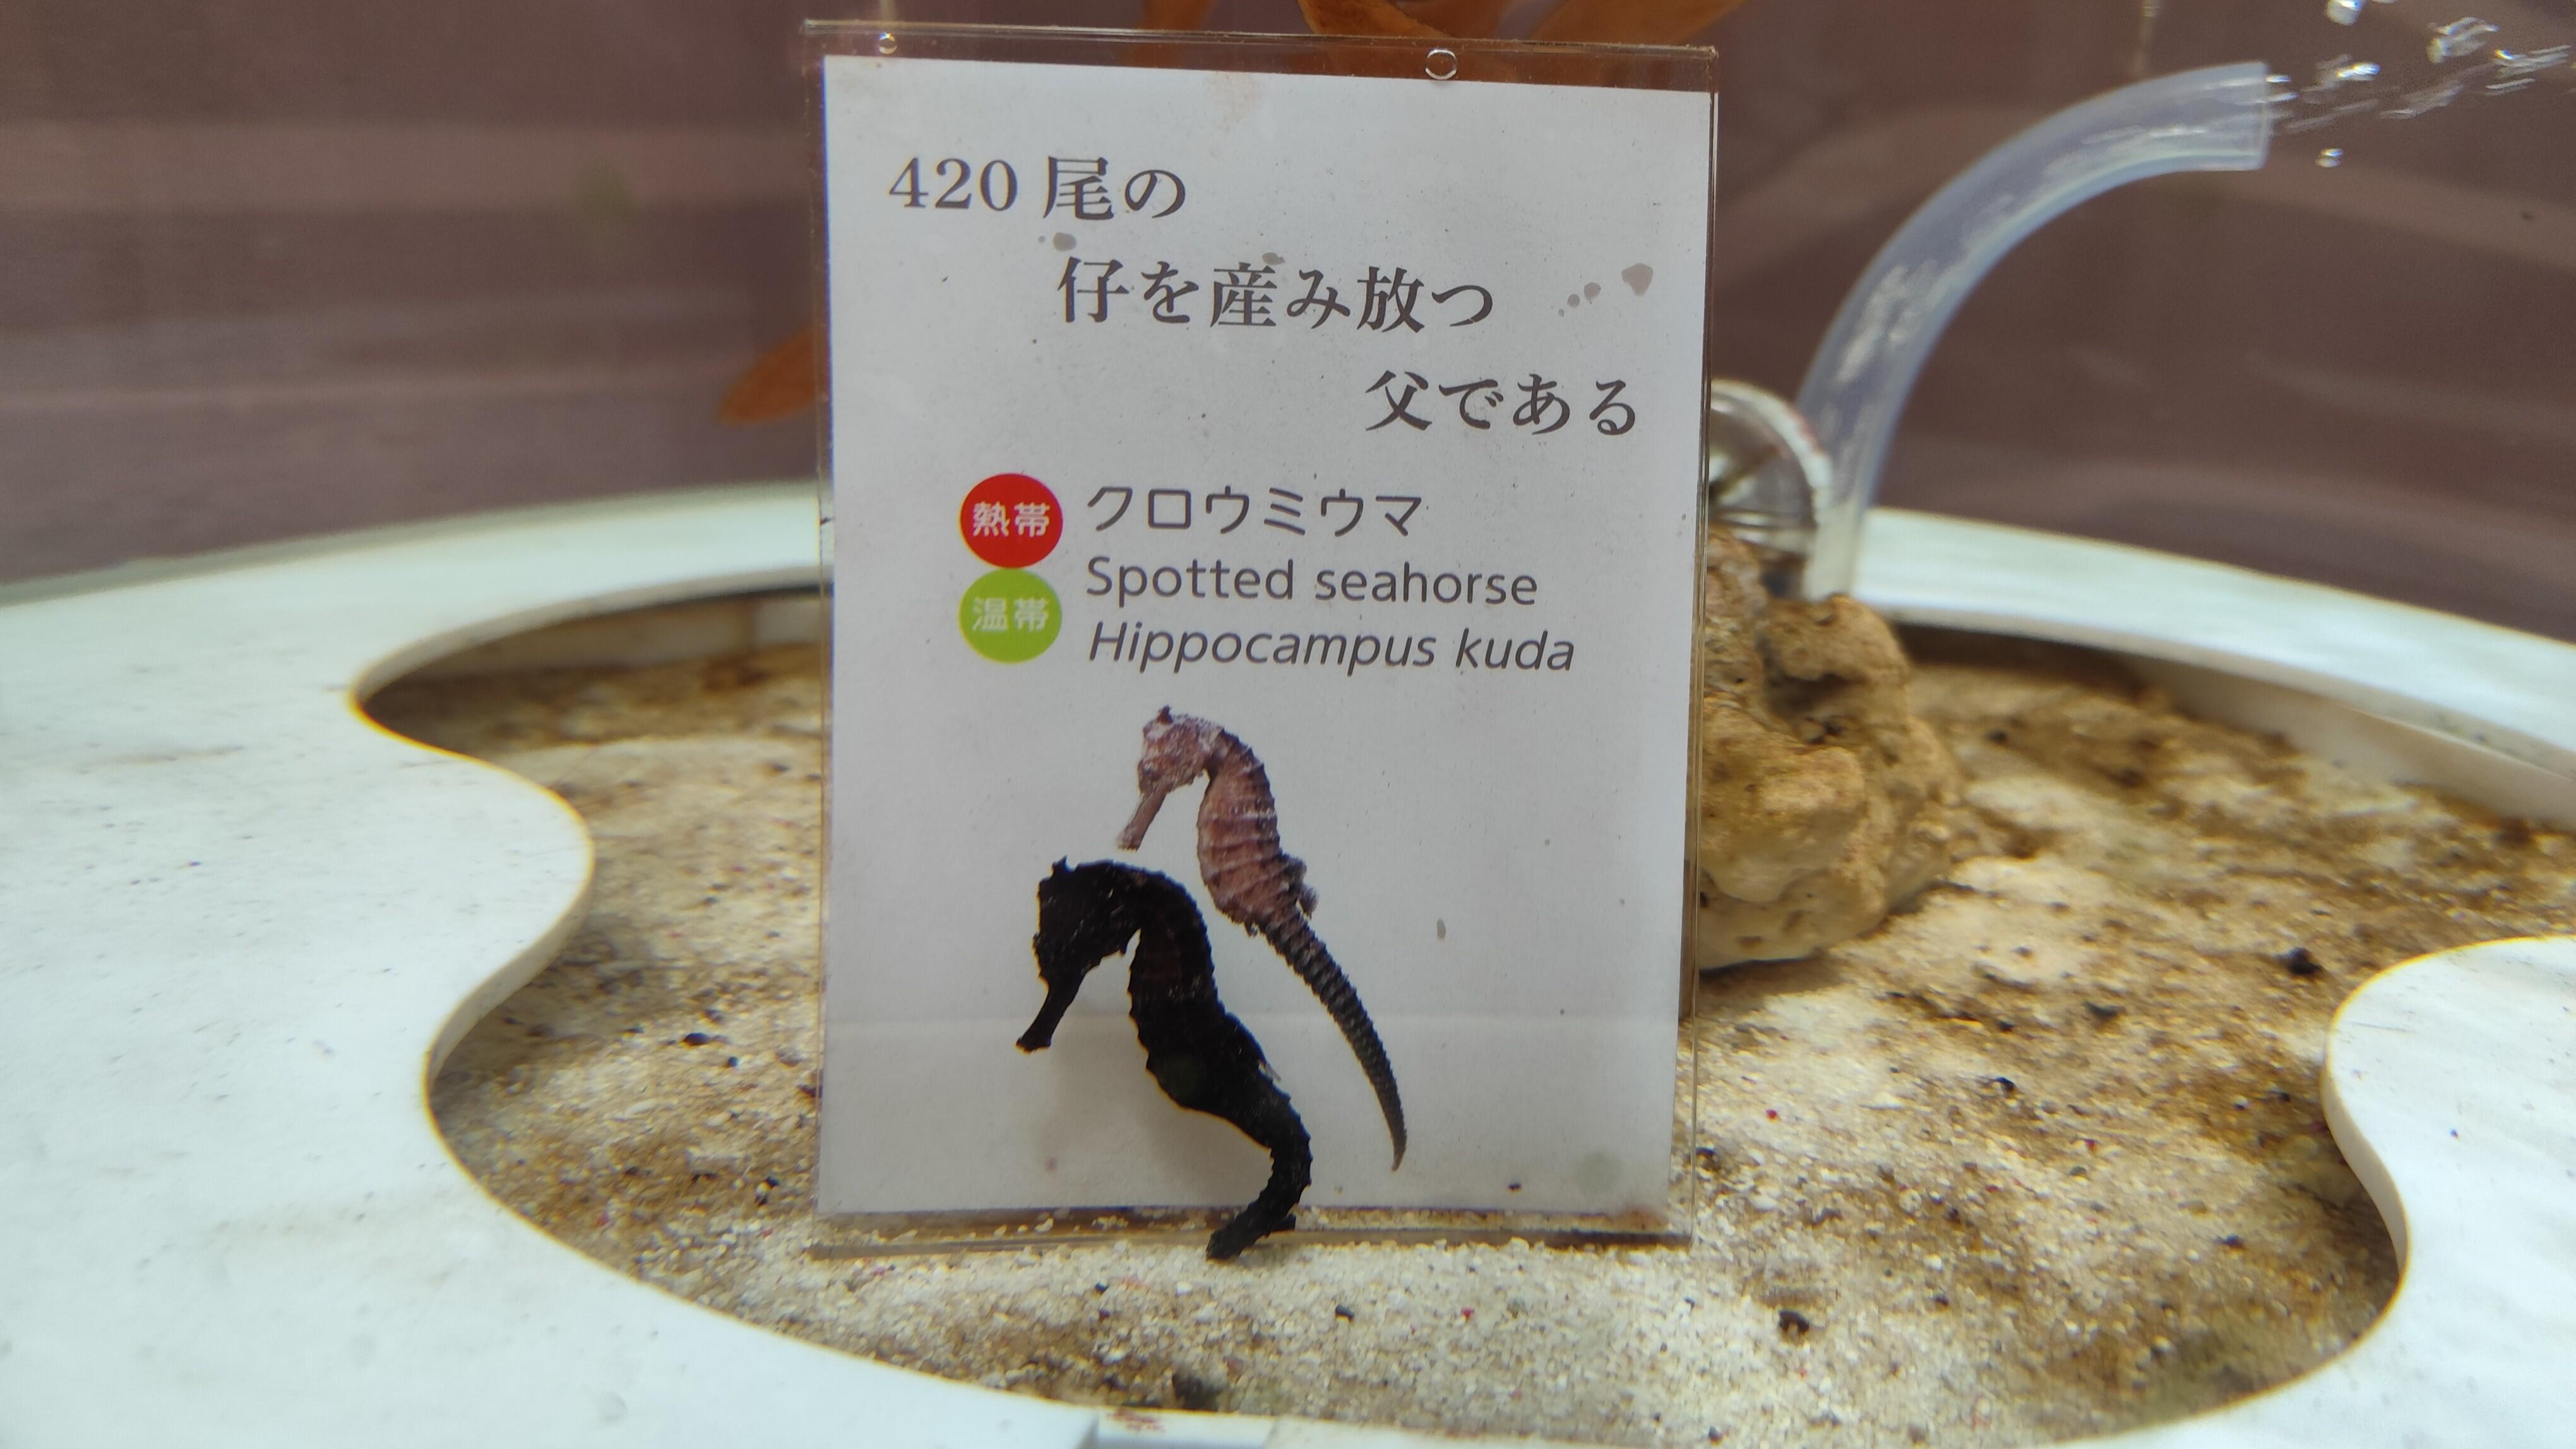 420 尾の
仔を産み放つ
父である
熱帯
クロウミウマ
温帯
Spotted seahorse
Hippocampus kuda